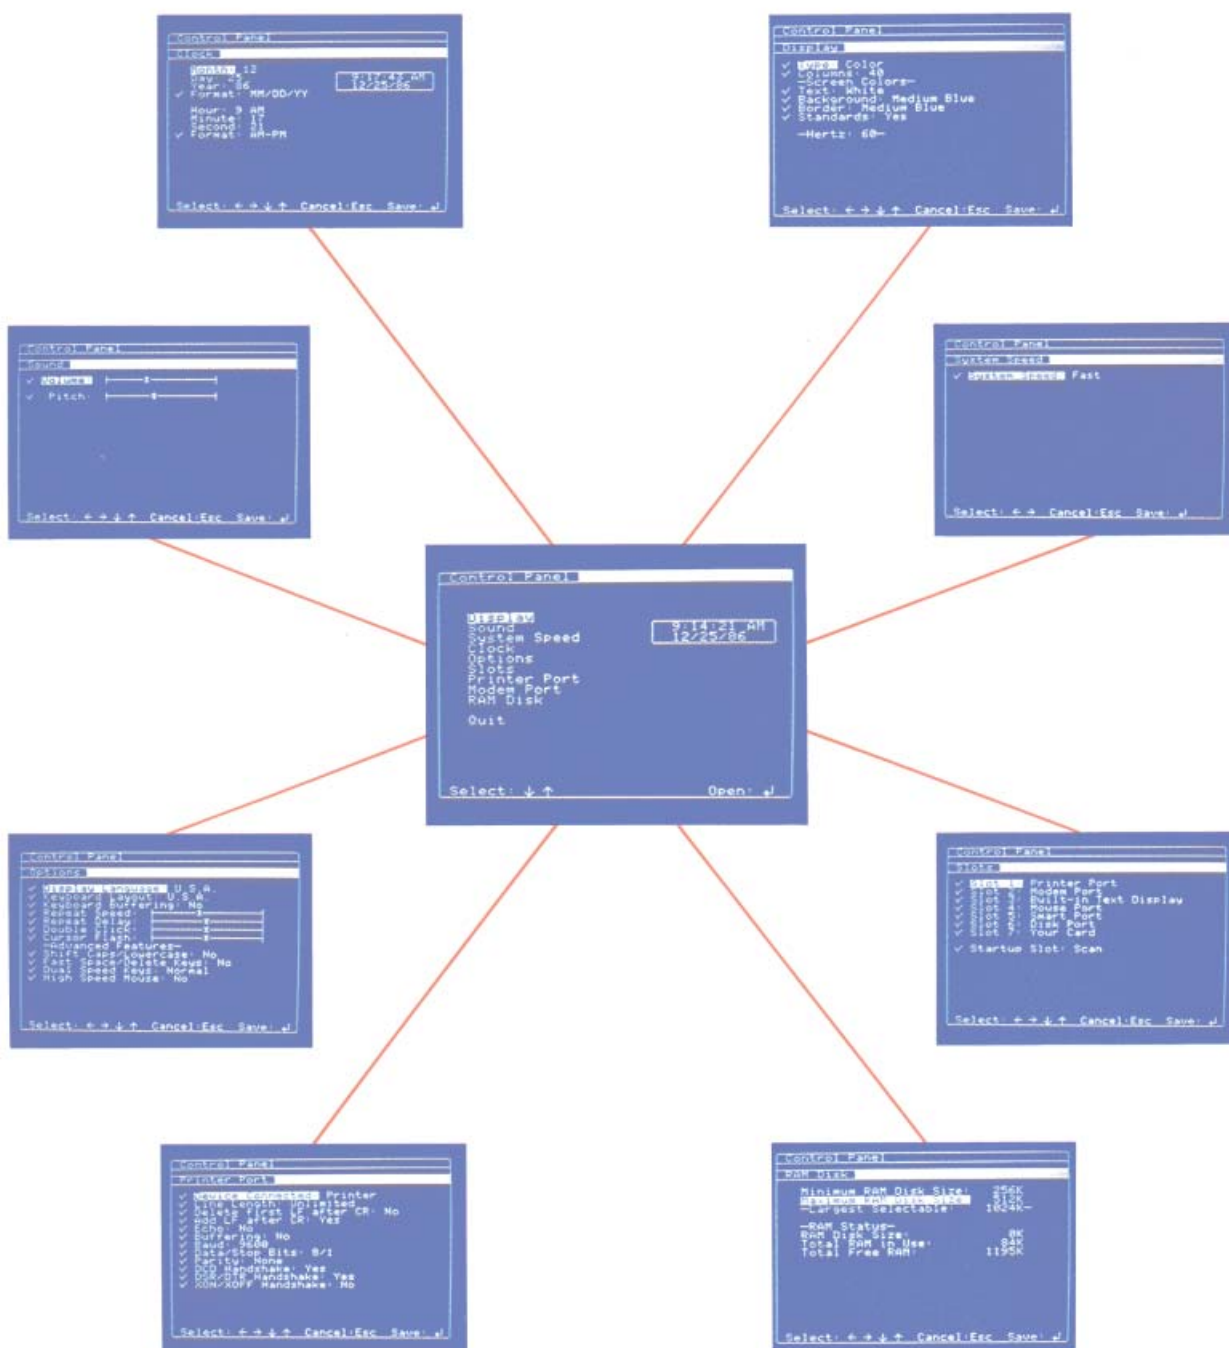 Control Panel
Clock
Month: 12
Day: 25
Year: 86
✓ Format: MM/DD/YY
Hour: 9 AM
Minute: 17
Second:
✓ Format: AM-PM
9:17:43 AM
12/25/86
Select: ← → ↓ ↑ Cancel:Esc Save: ↵
Control Panel
Display
✓ Type: Color
✓ Columns: 40
—Screen Colors—
✓ Text: White
✓ Background: Medium Blue
✓ Border: Medium Blue
✓ Standards: Yes
—Hertz: 60—
Select: ← → ↓ ↑ Cancel:Esc Save: ↵
Control Panel
Sound
✓ Volume:
✓ Pitch:
Select: ← → ↓ ↑ Cancel:Esc Save: ↵
Control Panel
System Speed
✓ System Speed: Fast
Select: ← → Cancel:Esc Save: ↵
Control Panel
Display
Sound
System Speed
Clock
Options
Slots
Printer Port
Modem Port
RAM Disk
Quit
9:14:21 AM
12/25/86
Select: ↓ ↑ Open: ↵
Control Panel
Options
✓ Display Language: U.S.A.
✓ Keyboard Layout: U.S.A.
✓ Keyboard Buffering: No
✓ Repeat Speed:
✓ Repeat Delay:
✓ Double Click:
✓ Cursor Flash:
—Advanced Features—
✓ Shift Caps/Lowercase: No
✓ Fast Space/Delete Keys: No
✓ Dual Speed Keys: Normal
✓ High Speed Mouse: No
Select: ← → ↓ ↑ Cancel:Esc Save: ↵
Control Panel
Slots
✓ Slot 1: Printer Port
✓ Slot 2: Modem Port
✓ Slot 3: Built-in Text Display
✓ Slot 4: Mouse Port
✓ Slot 5: Smart Port
✓ Slot 6: Disk Port
✓ Slot 7: Your Card
✓ Startup Slot: Scan
Select: ← → ↓ ↑ Cancel:Esc Save: ↵
Control Panel
Printer Port
✓ Device Connected: Printer
✓ Line Length: Unlimited
✓ Delete first LF after CR: No
✓ Add LF after CR: Yes
✓ Echo: No
✓ Buffering: No
✓ Baud: 9600
✓ Data/Stop Bits: 8/1
✓ Parity: None
✓ DCD Handshake: Yes
✓ DSR/DTR Handshake: Yes
✓ XON/XOFF Handshake: No
Select: ← → ↓ ↑ Cancel:Esc Save: ↵
Control Panel
RAM Disk
Minimum RAM Disk Size: 256K
Maximum RAM Disk Size: 512K
—Largest Selectable: 1024K—
—RAM Status—
RAM Disk Size: 0K
Total RAM in Use: 84K
Total Free RAM: 1195K
Select: ← → ↓ ↑ Cancel:Esc Save: ↵